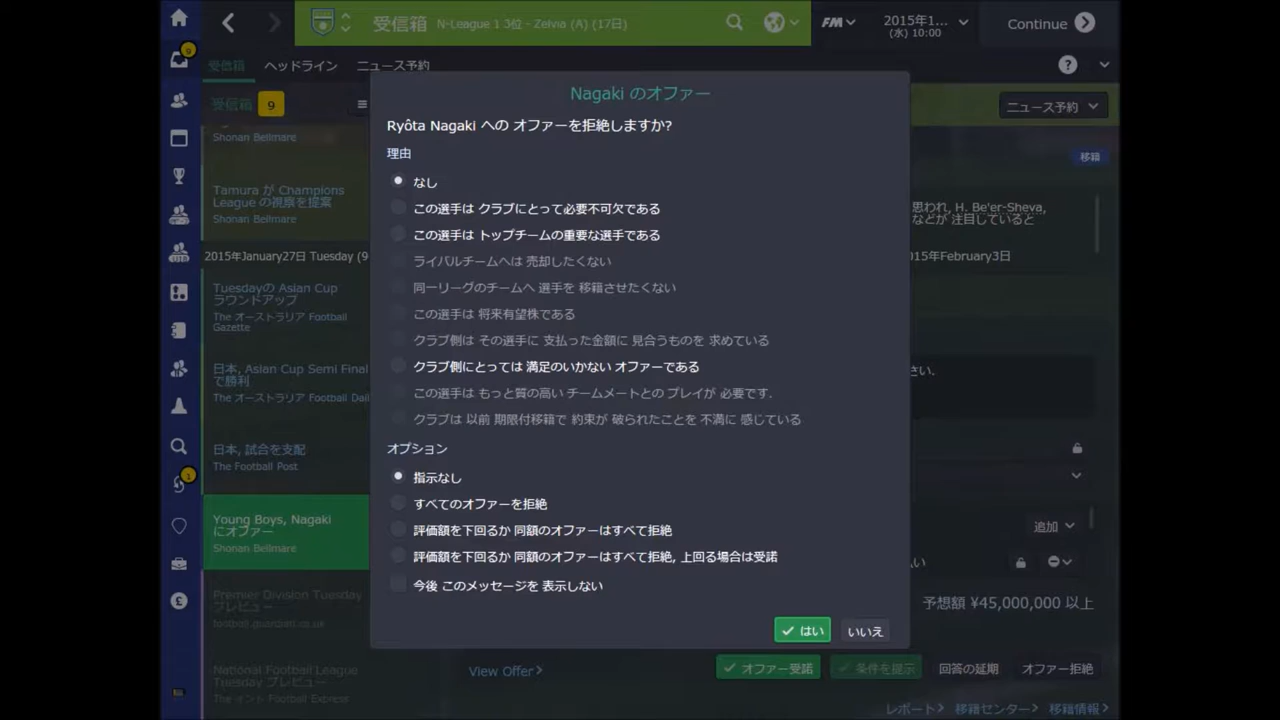 受信箱 N-League 1 3位 - Zelvia (A) (17日)
FM
2015年1...
(水) 10:00
Continue
9
受信箱 ヘッドライン ニュース予約
受信箱 9
ニュース予約
Shonan Bellmare
Tamura が Champions
League の視察を提案
Shonan Bellmare
2015年January27日 Tuesday (9
Tuesdayの Asian Cup
ラウンドアップ
The オーストラリア Football
Gazette
日本, Asian Cup Semi Final
で勝利
The オーストラリア Football Dail
日本, 試合を支配
The Football Post
1
Young Boys, Nagaki
にオファー
Shonan Bellmare
Premier Division Tuesday
プレビュー
football.guardian.co.uk
National Football League
Tuesday プレビュー
The イント Football Express
Nagaki のオファー
Ryôta Nagaki への オファーを拒絶しますか?
理由
なし
この選手は クラブにとって必要不可欠である
この選手は トップチームの重要な選手である
ライバルチームへは 売却したくない
同一リーグのチームへ 選手を 移籍させたくない
この選手は 将来有望株である
クラブ側は その選手に 支払った金額に 見合うものを 求めている
クラブ側にとっては 満足のいかない オファーである
この選手は もっと質の高い チームメートとの プレイが 必要です.
クラブは 以前 期限付移籍で 約束が 破られたことを 不満に 感じている
オプション
指示なし
すべてのオファーを拒絶
評価額を下回るか 同額のオファーはすべて拒絶
評価額を下回るか 同額のオファーはすべて拒絶, 上回る場合は受諾
今後 このメッセージを 表示しない
はい いいえ
移籍
思われ, H. Be'er-Sheva,
などが 注目していると
015年February3日
さい.
追加
い
予想額 ¥45,000,000 以上
View Offer
オファー受諾 条件を提示 回答の延期 オファー拒絶
レポート 移籍センター 移籍情報